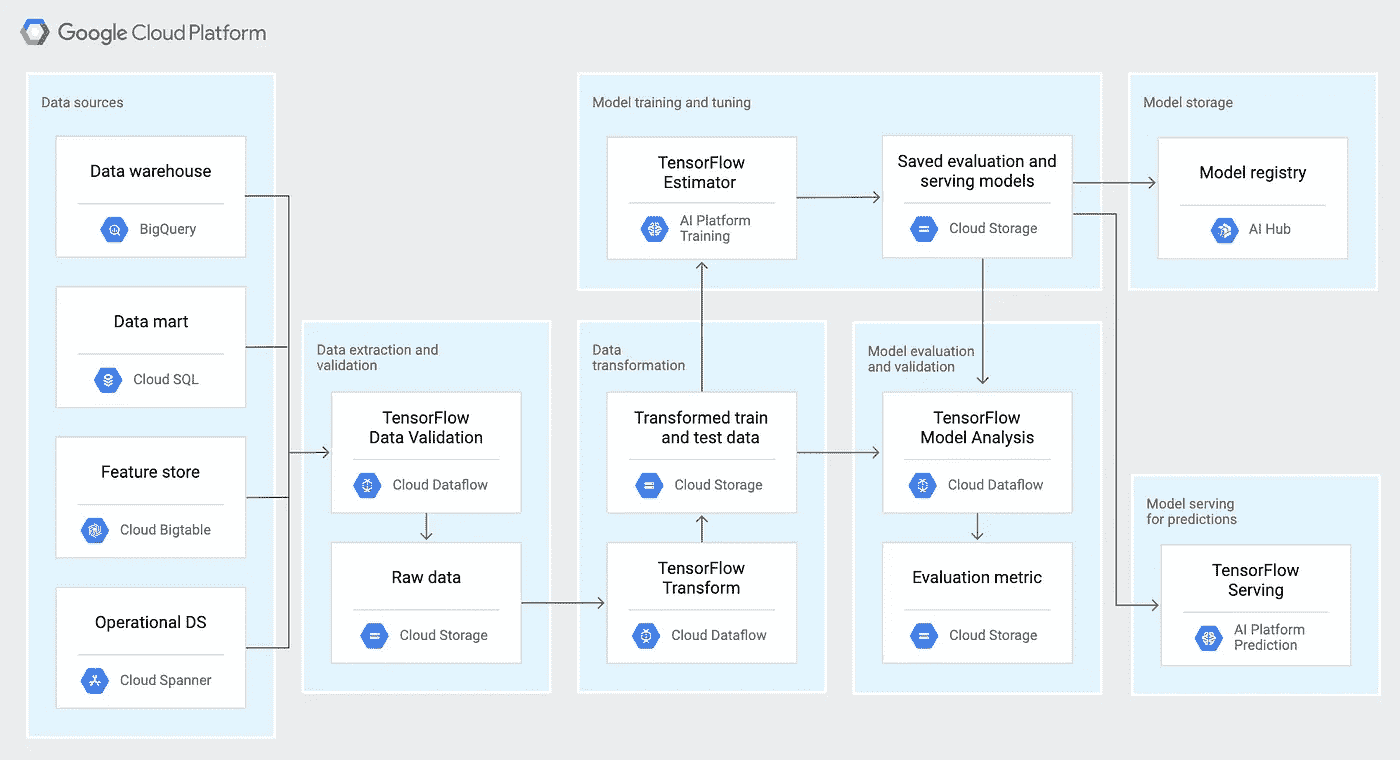 Google Cloud Platform
Data sources
Data warehouse
BigQuery
Data mart
Cloud SQL
Feature store
Cloud Bigtable
Operational DS
Cloud Spanner
Data extraction and
validation
TensorFlow
Data Validation
Cloud Dataflow
Raw data
Cloud Storage
Data
transformation
Transformed train
and test data
Cloud Storage
TensorFlow
Transform
Cloud Dataflow
Model training and tuning
TensorFlow
Estimator
AI Platform
Training
Saved evaluation and
serving models
Cloud Storage
Model evaluation
and validation
TensorFlow
Model Analysis
Cloud Dataflow
Evaluation metric
Cloud Storage
Model storage
Model registry
AI Hub
Model serving
for predictions
TensorFlow
Serving
AI Platform
Prediction